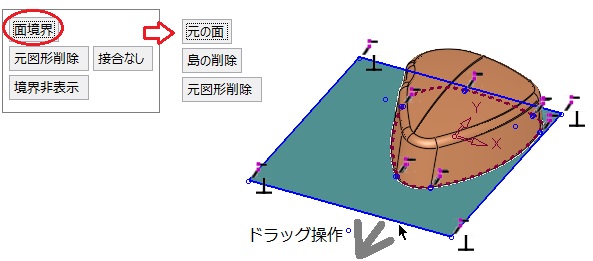 面境界
元図形削除 接合なし
境界非表示
元の面
島の削除
元図形削除
Y
X
ドラッグ操作